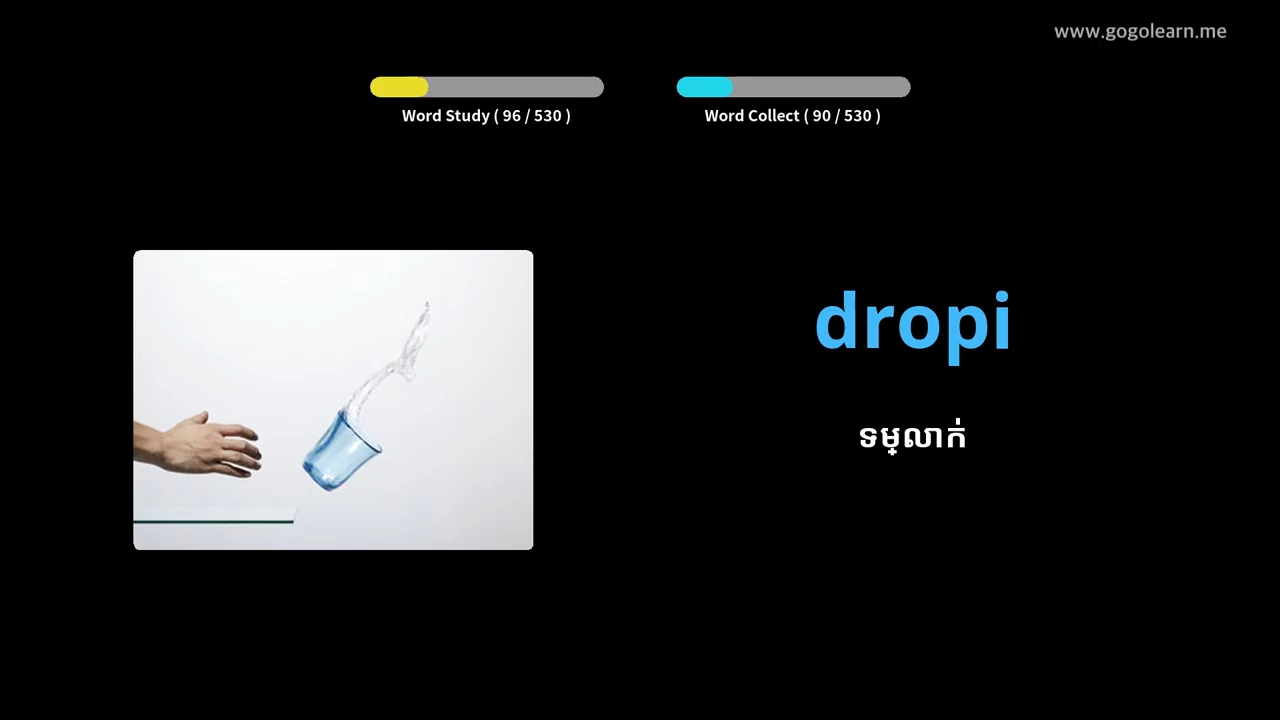 www.gogolearn.me
Word Study ( 96 / 530 )
Word Collect ( 90 / 530 )
dropi
ទម្លាក់